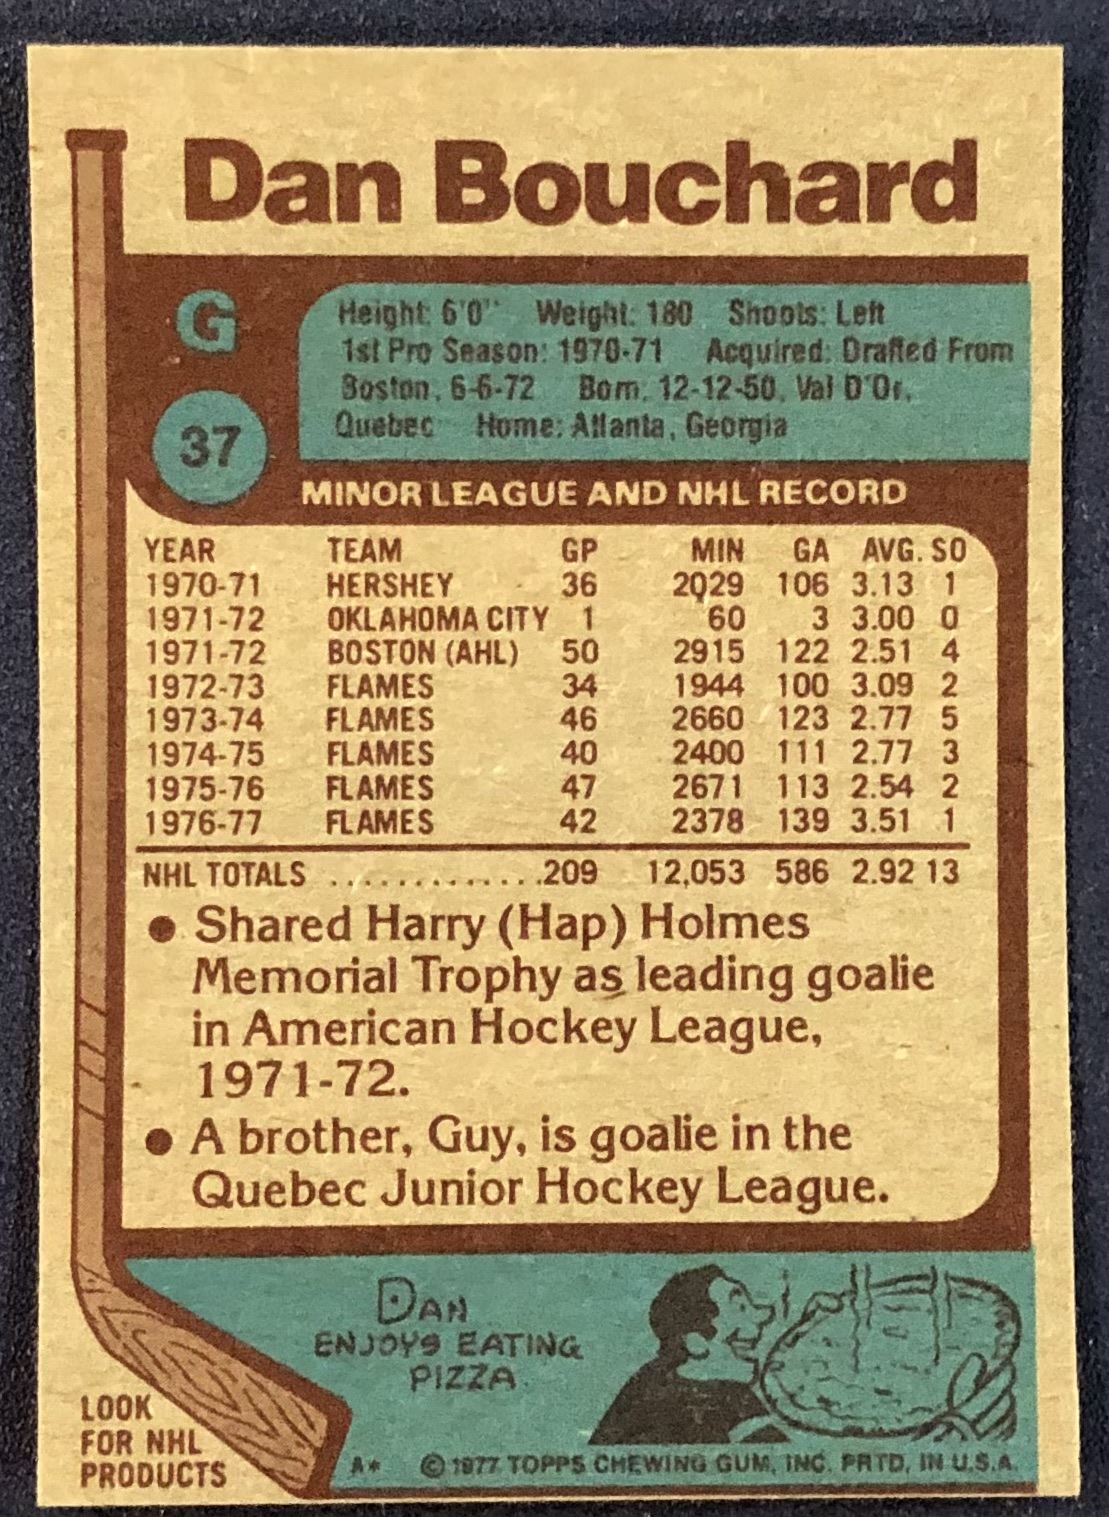 Dan Bouchard
G
37
Height: 6'0" Weight: 180 Shoots: Left
1st Pro Season: 1970-71 Acquired: Drafted From
Boston, 6-6-72 Born: 12-12-50, Val D'Or,
Quebec Home: Atlanta, Georgia
MINOR LEAGUE AND NHL RECORD
YEAR TEAM GP MIN GA AVG. SO
1970-71 HERSHEY 36 2029 106 3.13 1
1971-72 OKLAHOMA CITY 1 60 3 3.00 0
1971-72 BOSTON (AHL) 50 2915 122 2.51 4
1972-73 FLAMES 34 1944 100 3.09 2
1973-74 FLAMES 46 2660 123 2.77 5
1974-75 FLAMES 40 2400 111 2.77 3
1975-76 FLAMES 47 2671 113 2.54 2
1976-77 FLAMES 42 2378 139 3.51 1
NHL TOTALS ..............209 12,053 586 2.92 13
• Shared Harry (Hap) Holmes
Memorial Trophy as leading goalie
in American Hockey League,
1971-72.
• A brother, Guy, is goalie in the
Quebec Junior Hockey League.
DAN
ENJOYS EATING
PIZZA
LOOK
FOR NHL
PRODUCTS
A* © 1977 TOPPS CHEWING GUM, INC. PRTD. IN U.S.A.